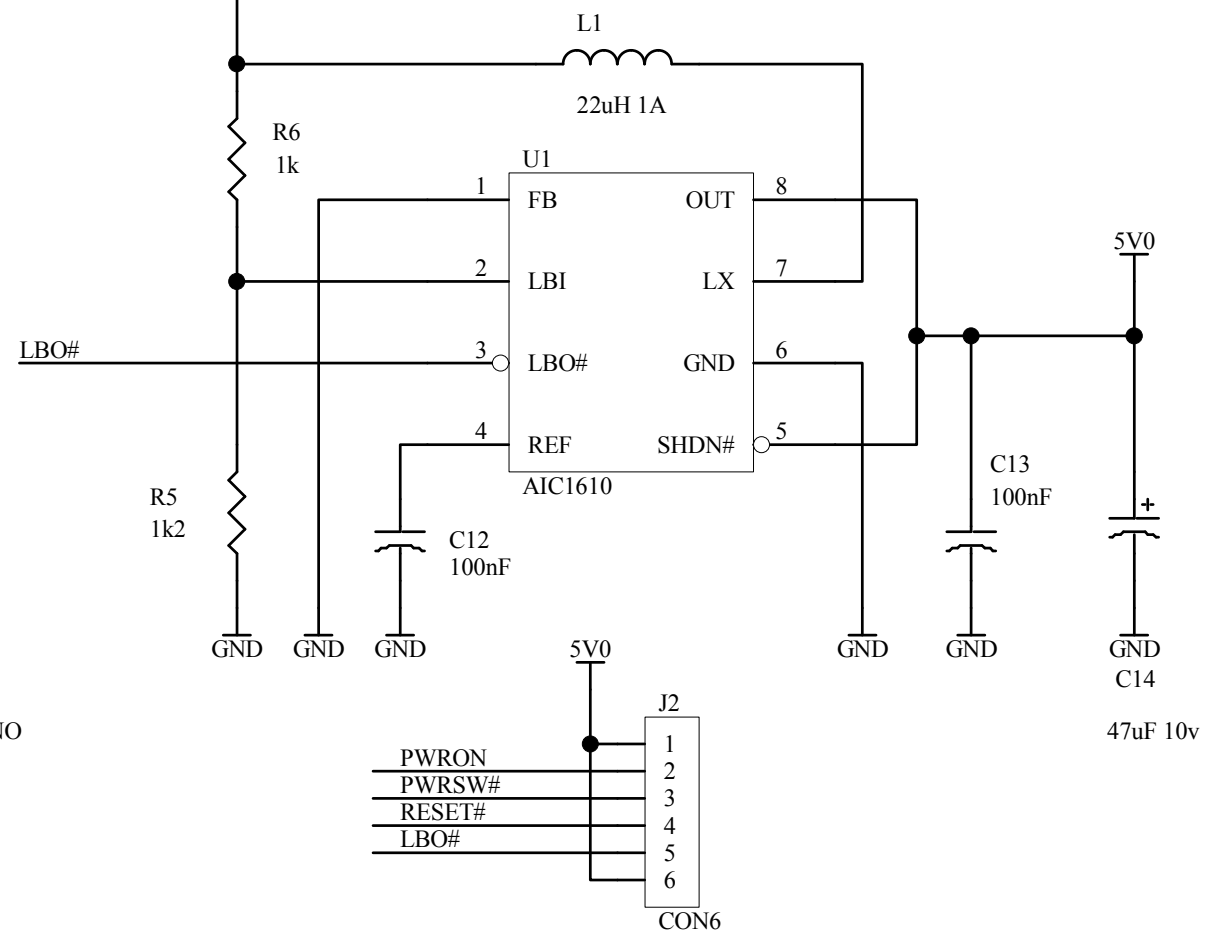 L1
22uH 1A
R6
1k
U1
1 FB OUT 8
2 LBI LX 7
LBO# 3 LBO# GND 6
4 REF SHDN# 5
AIC1610
5V0
R5
1k2
C12
100nF
C13
100nF
+
GND GND GND GND GND GND
C14
47uF 10v
5V0
J2
1
PWRON 2
PWRSW# 3
RESET# 4
LBO# 5
6
CON6